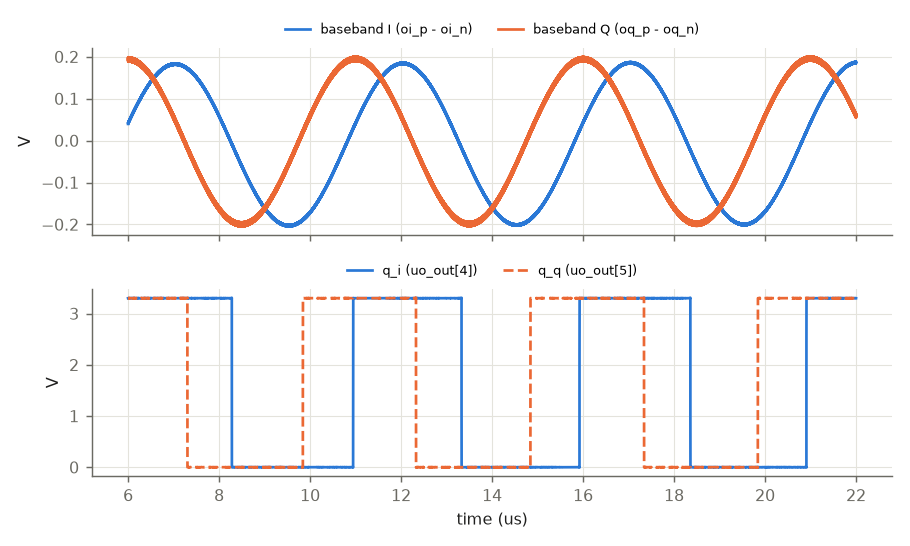 baseband I (oi_p - oi_n) baseband Q (oq_p - oq_n)
0.2
0.1
0.0
−0.1
−0.2
V
q_i (uo_out[4]) q_q (uo_out[5])
3
2
1
0
V
6 8 10 12 14 16 18 20 22
time (us)